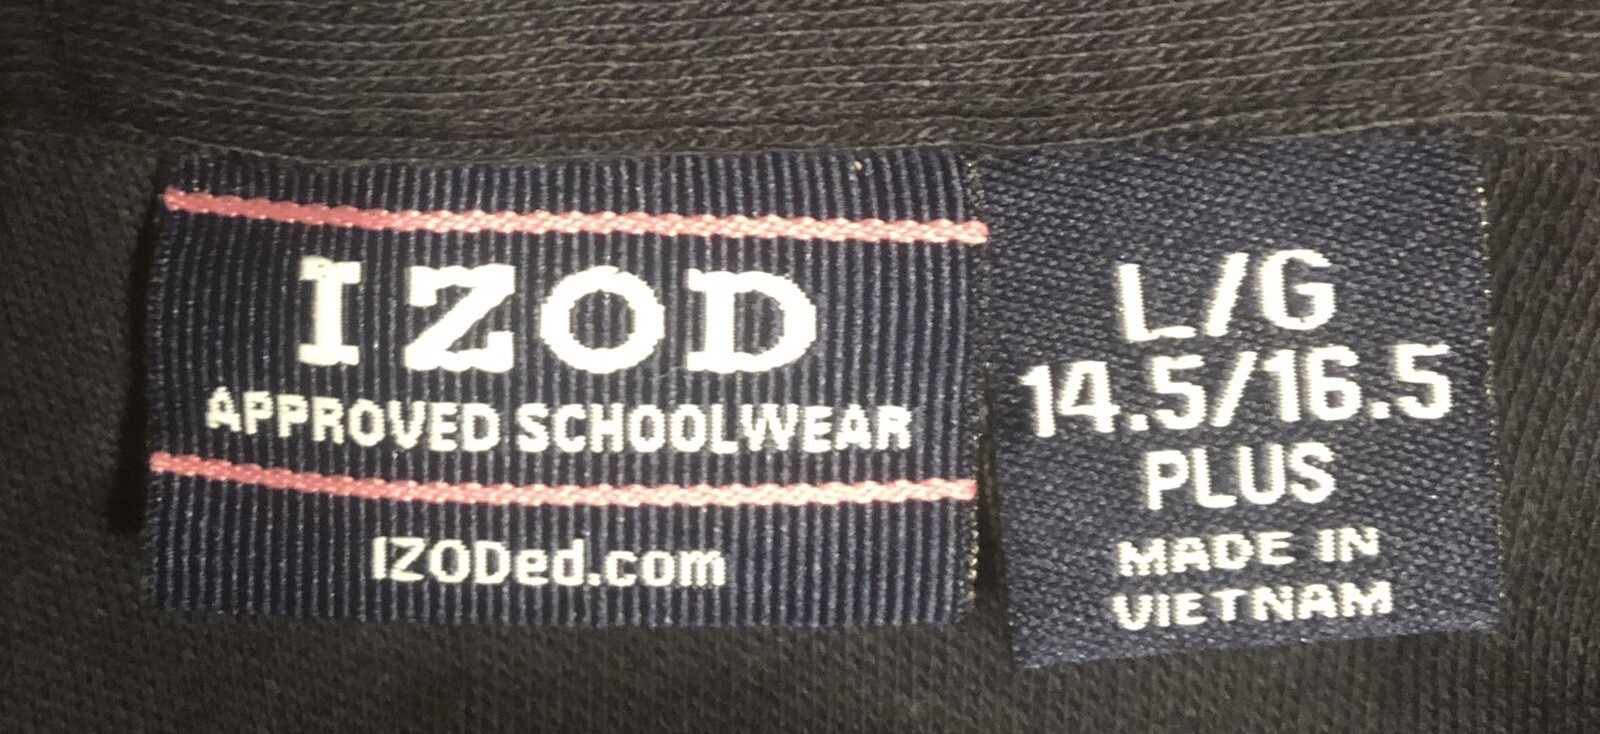 IZOD
APPROVED SCHOOLWEAR
IZODed.com
L/G
14.5/16.5
PLUS
MADE IN
VIETNAM